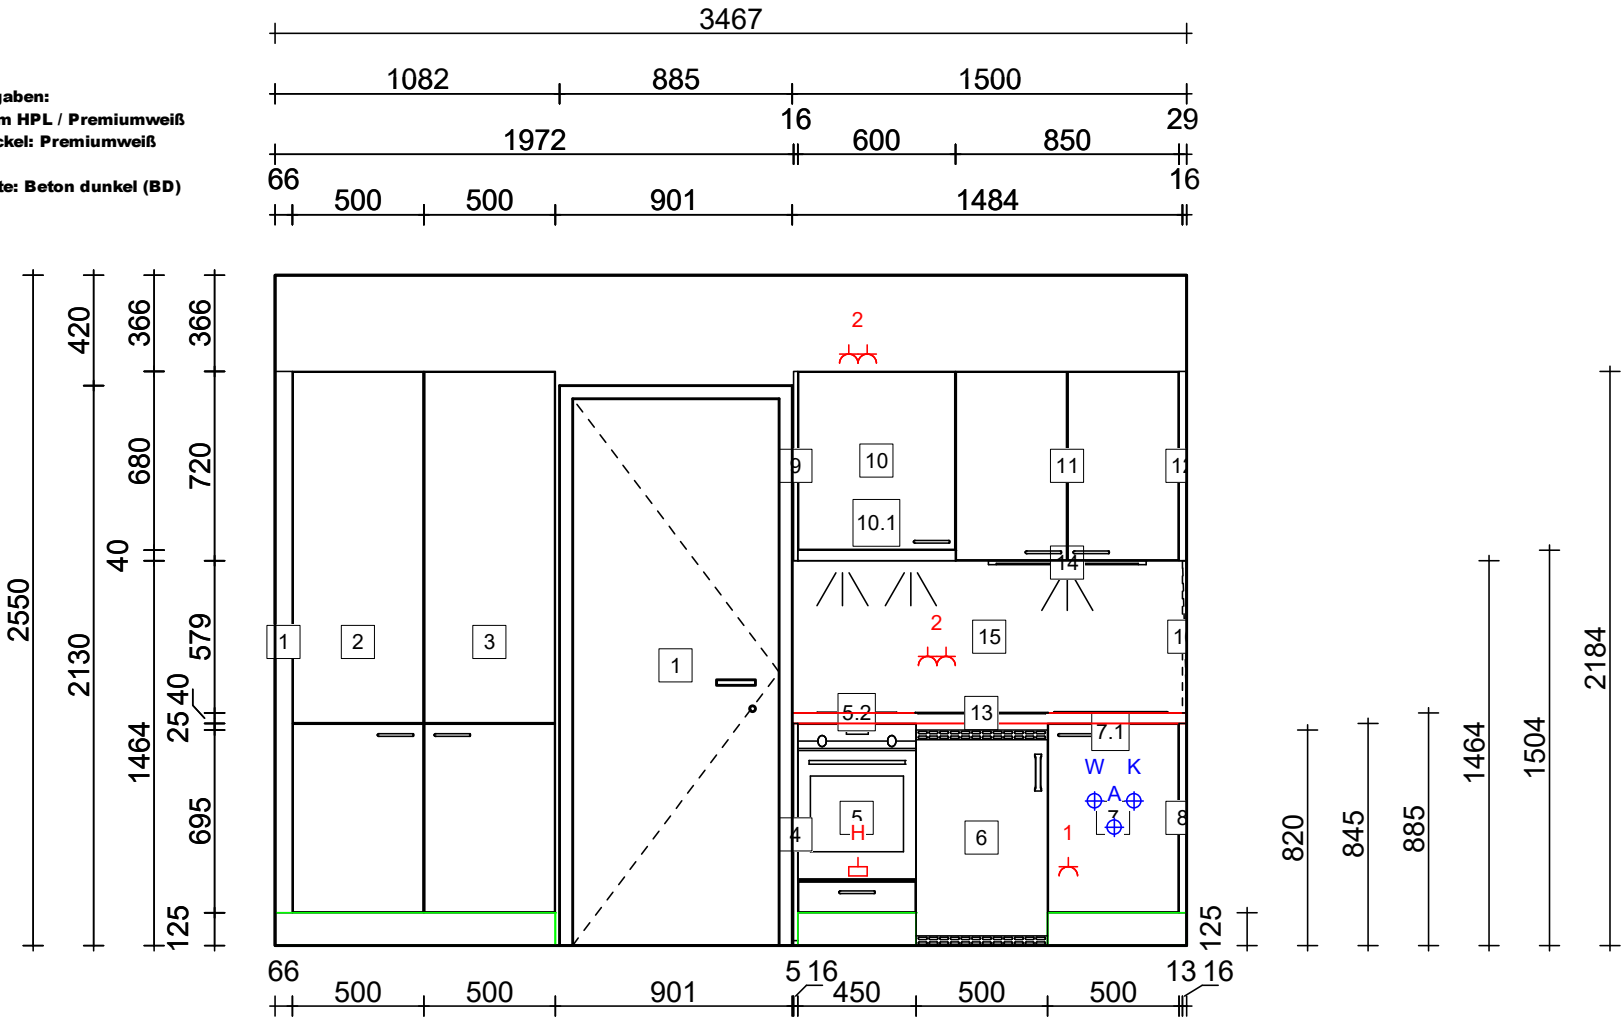 3467
1082 885 1500
gaben:
m HPL / Premiumweiß
16 29
ckel: Premiumweiß
1972 600 850
66 16
te: Beton dunkel (BD)
500 500 901 1484
420 366 366
2
680 720
9 10 11 12
10.1
40
14
2550 2130 579
2
1 2 3 1 15 1
2184
40
25
5.2 13 7.1
1464
W K
A
695
5 7
H 1
4 6 8
820 845 885 1464 1504
125 125
66 5 16 13 16
500 500 901 450 500 500